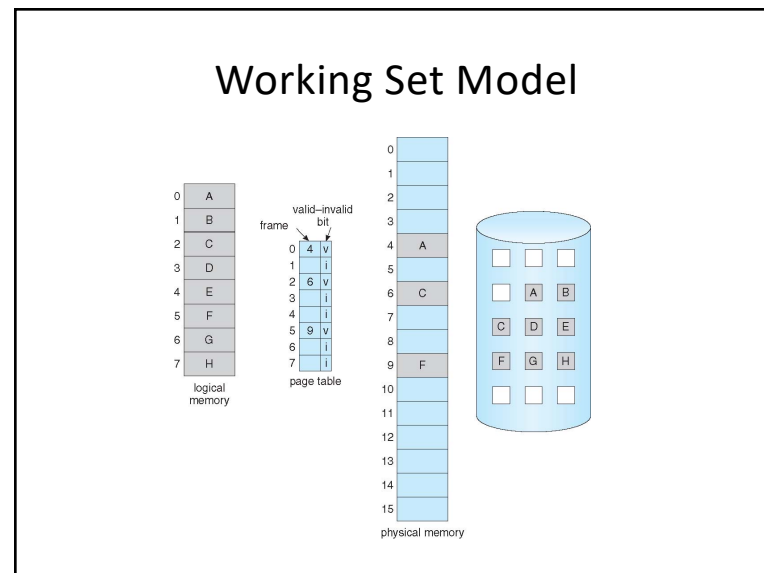 Working Set Model
0 A
1 B
2 C
3 D
4 E
5 F
6 G
7 H
logical
memory
valid–invalid
bit
frame
0 4 v
1 i
2 6 v
3 i
4 i
5 9 v
6 i
7 i
page table
0
1
2
3
4 A
5
6 C
7
8
9 F
10
11
12
13
14
15
physical memory
A B
C D E
F G H